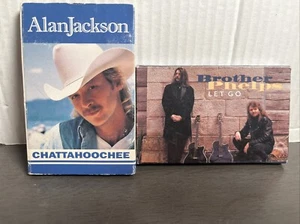 AlanJackson
CHATTAHOOCHEE
Brother
Phelps
LET GO